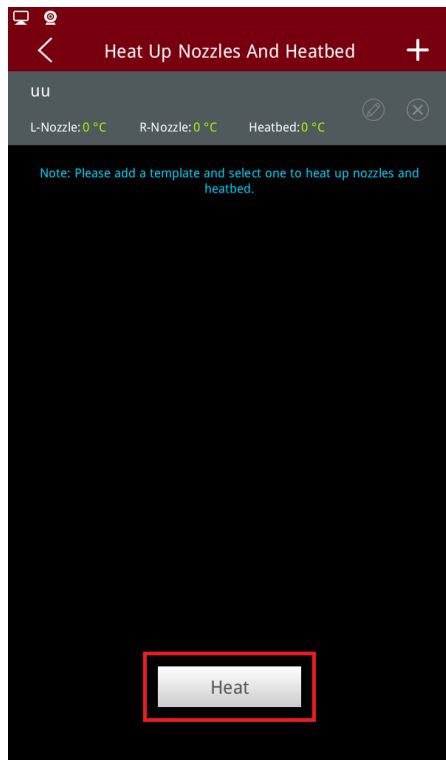 Heat Up Nozzles And Heatbed
uu
L-Nozzle:0 °C R-Nozzle:0 °C Heatbed:0 °C
Note: Please add a template and select one to heat up nozzles and
heatbed.
Heat